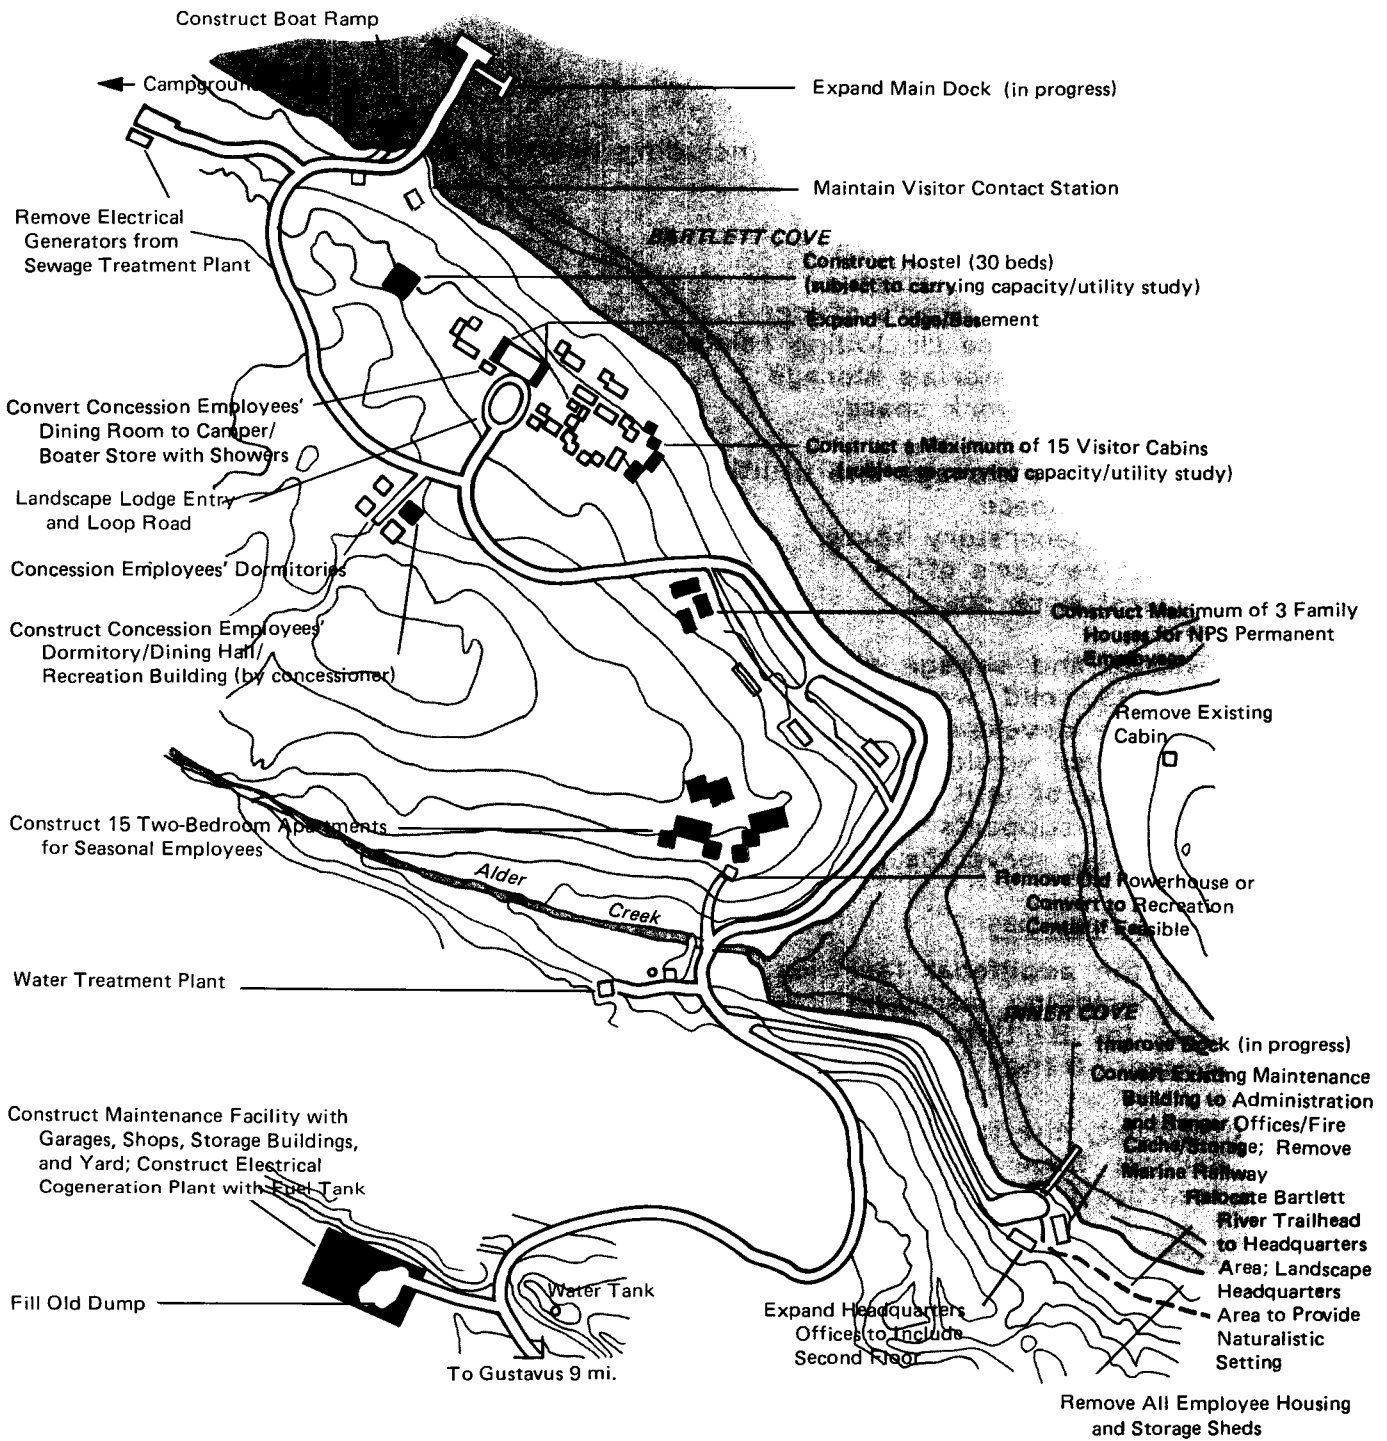 Construct Boat Ramp
Campground
Expand Main Dock (in progress)
Maintain Visitor Contact Station
Remove Electrical
Generators from
Sewage Treatment Plant
BARTLETT COVE
Construct Hostel (30 beds)
(subject to carrying capacity/utility study)
Expand Lodge/Basement
Convert Concession Employees'
Dining Room to Camper/
Boater Store with Showers
Construct a Maximum of 15 Visitor Cabins
(subject to carrying capacity/utility study)
Landscape Lodge Entry
and Loop Road
Concession Employees' Dormitories
Construct Concession Employees'
Dormitory/Dining Hall/
Recreation Building (by concessioner)
Construct Maximum of 3 Family
Houses for NPS Permanent
Employees
Remove Existing
Cabin
Construct 15 Two-Bedroom Apartments
for Seasonal Employees
Alder
Creek
Remove Old Powerhouse or
Convert to Recreation
Center if Feasible
Water Treatment Plant
INNER COVE
Improve Dock (in progress)
Convert Existing Maintenance
Building to Administration
and Ranger Offices/Fire
Cache/Storage; Remove
Marine Railway
Relocate Bartlett
River Trailhead
to Headquarters
Area; Landscape
Headquarters
Area to Provide
Naturalistic
Setting
Construct Maintenance Facility with
Garages, Shops, Storage Buildings,
and Yard; Construct Electrical
Cogeneration Plant with Fuel Tank
Fill Old Dump
Water Tank
To Gustavus 9 mi.
Expand Headquarters
Offices to Include
Second Floor
Remove All Employee Housing
and Storage Sheds